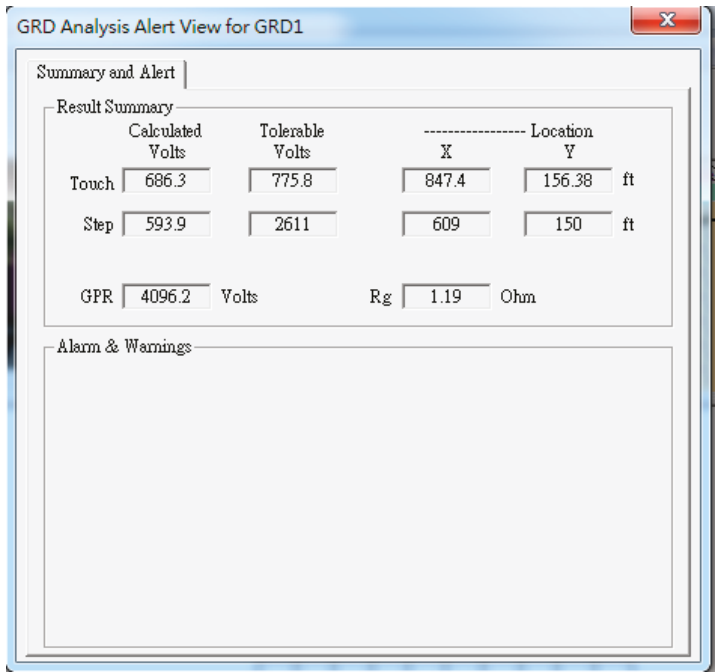 GRD Analysis Alert View for GRD1
x
Summary and Alert
Result Summary
Calculated Volts
Tolerable Volts
----------------- Location
X
Y
Touch 686.3 775.8 847.4 156.38 ft
Step 593.9 2611 609 150 ft
GPR 4096.2 Volts Rg 1.19 Ohm
Alarm & Warnings